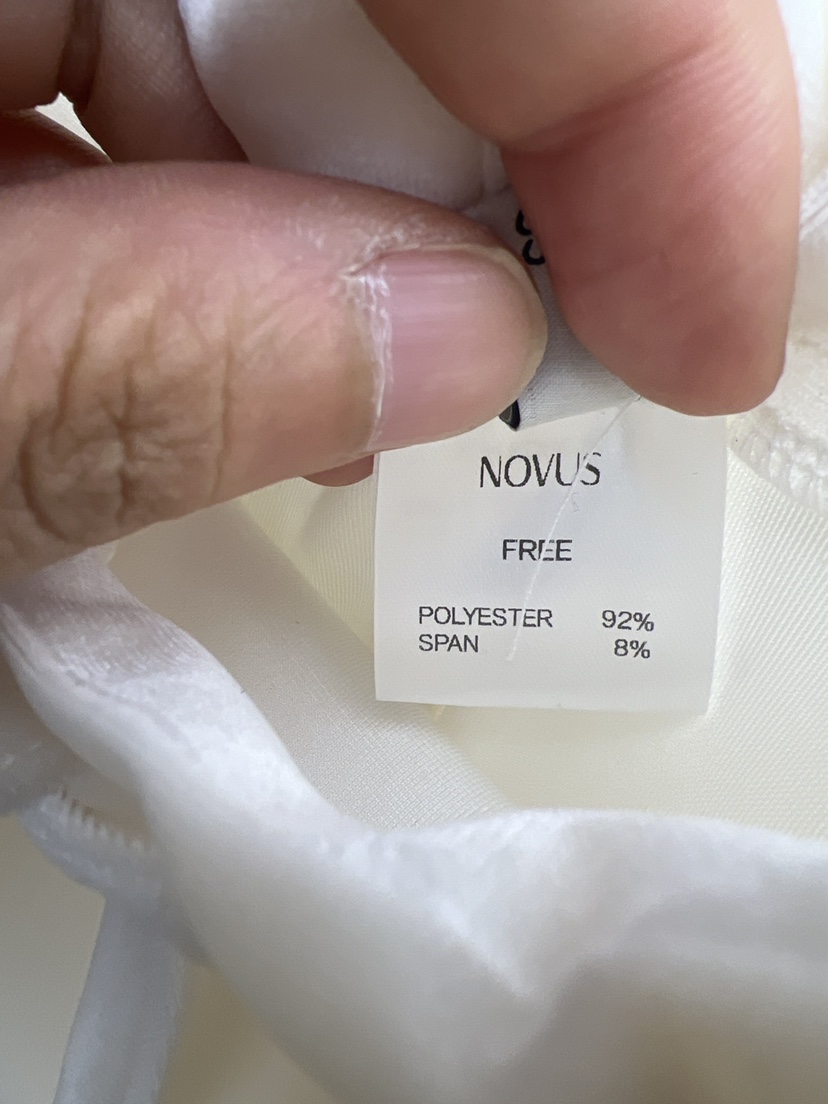 NOVUS
FREE
POLYESTER 92%
SPAN 8%